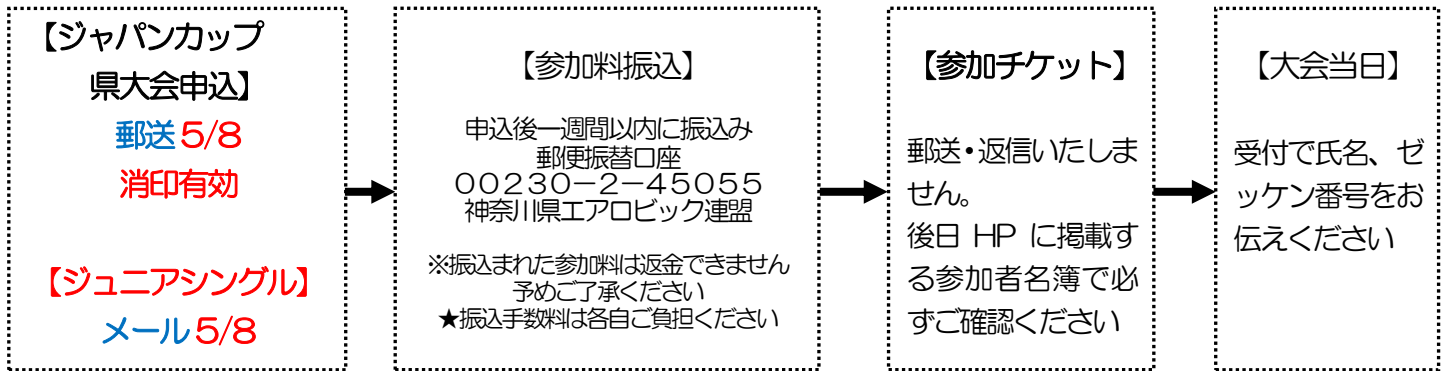 【ジャパンカップ
県大会申込】
郵送 5/8
消印有効
【ジュニアシングル】
メール 5/8
【参加料振込】
申込後一週間以内に振込み
郵便振替口座
00230-2-45055
神奈川県エアロビック連盟
※振込まれた参加料は返金できません
予めご了承ください
★振込手数料は各自ご負担ください
【参加チケット】
郵送・返信いたしま
せん。
後日 HP に掲載す
る参加者名簿で必
ずご確認ください
【大会当日】
受付で氏名、ゼ
ッケン番号をお
伝えください